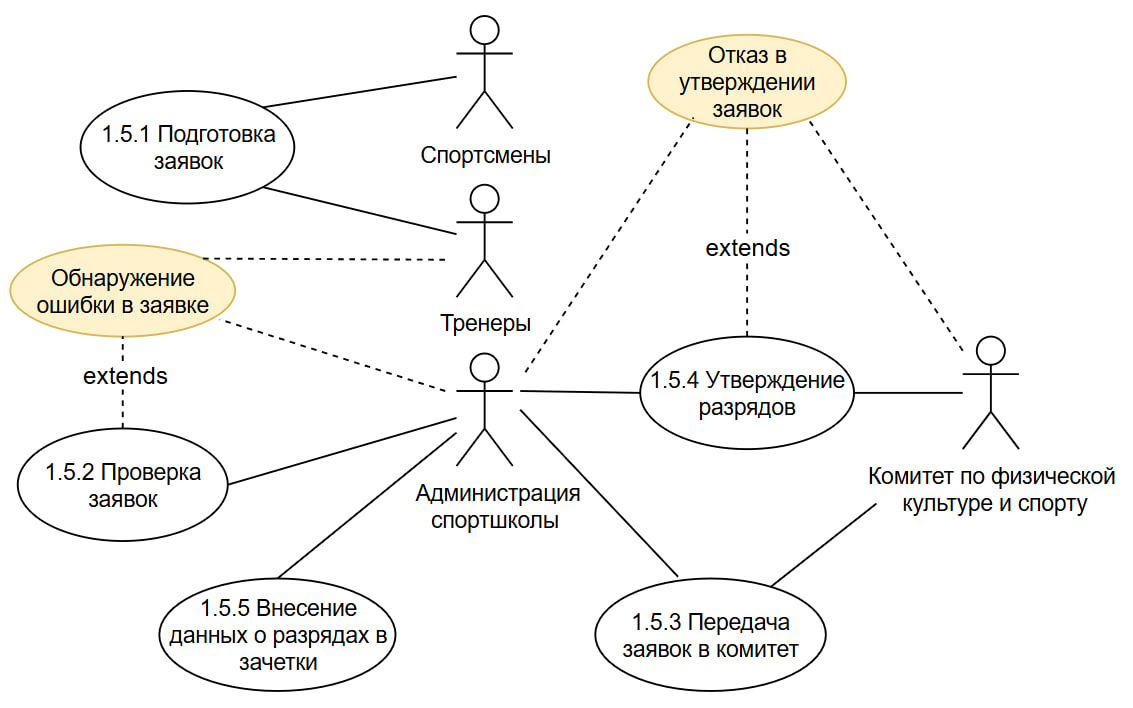 Отказ в
утверждении
заявок
1.5.1 Подготовка
заявок
Спортсмены
extends
Обнаружение
ошибки в заявке
Тренеры
extends
1.5.4 Утверждение
разрядов
1.5.2 Проверка
заявок
Администрация
спортшколы
Комитет по физической
культуре и спорту
1.5.5 Внесение
данных о разрядах в
зачетки
1.5.3 Передача
заявок в комитет